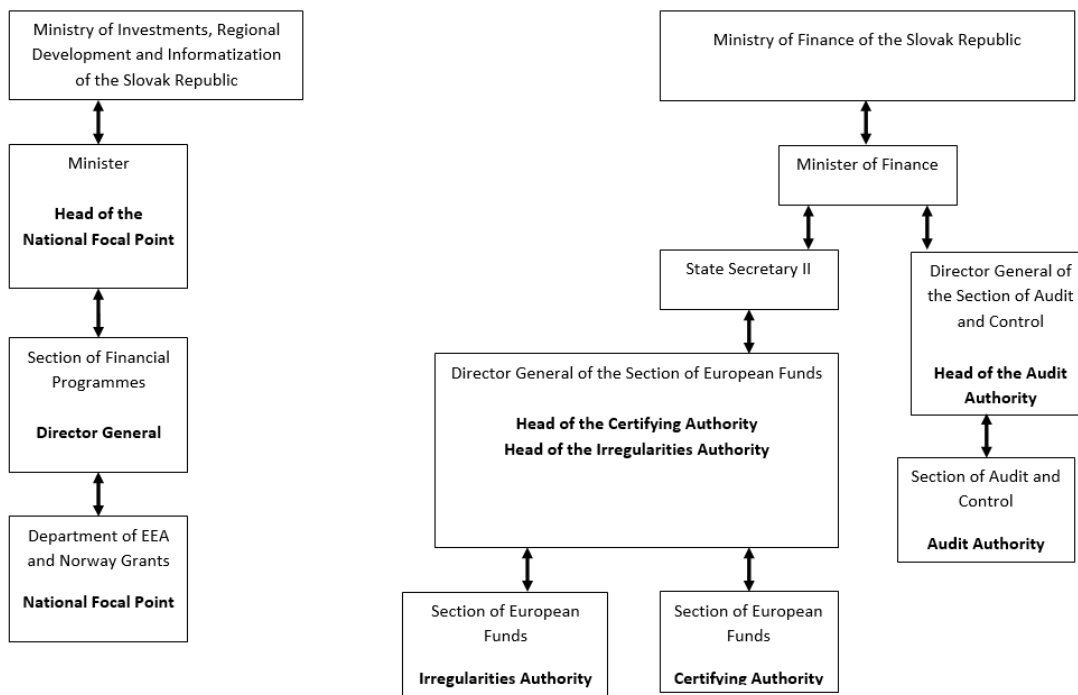 Ministry of Investments, Regional
Development and Informatization
of the Slovak Republic
Minister
Head of the
National Focal Point
Section of Financial
Programmes
Director General
Department of EEA
and Norway Grants
National Focal Point
Ministry of Finance of the Slovak Republic
Minister of Finance
State Secretary II
Director General of the Section of European Funds
Head of the Certifying Authority
Head of the Irregularities Authority
Section of European
Funds
Irregularities Authority
Section of European
Funds
Certifying Authority
Director General of
the Section of Audit
and Control
Head of the Audit
Authority
Section of Audit and
Control
Audit Authority